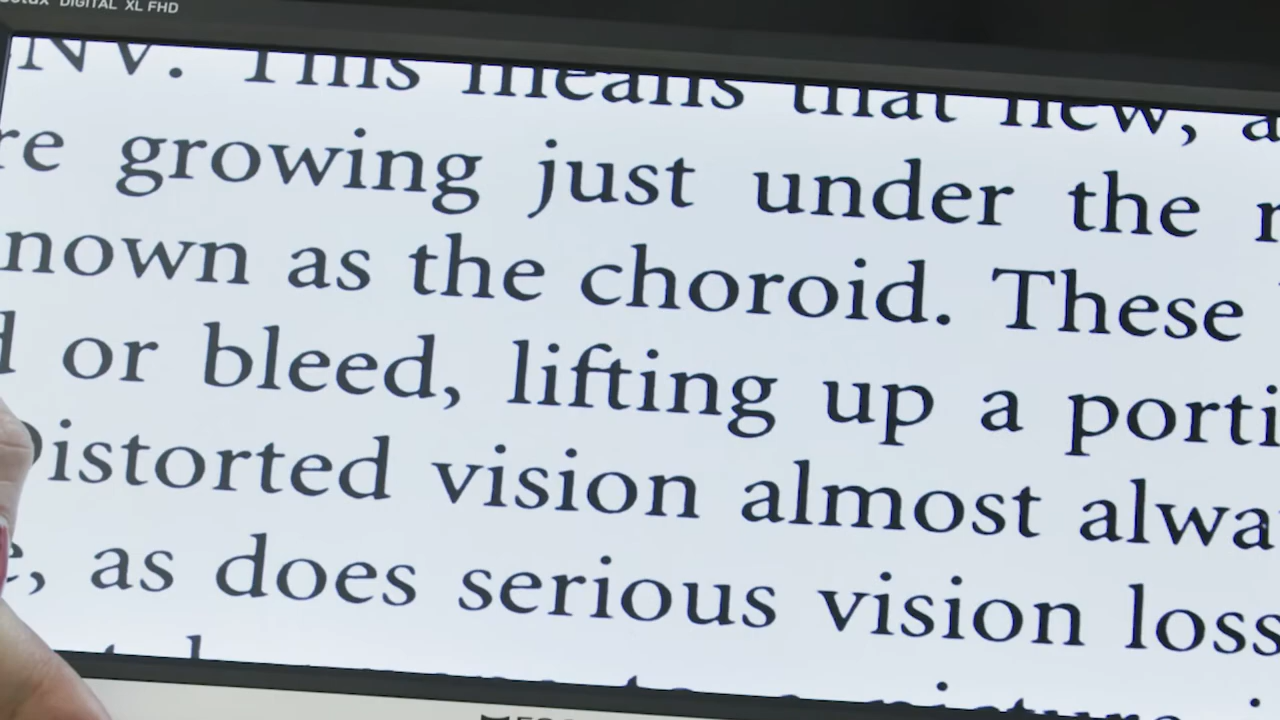 DIGITAL XL FHD
NV. This means that new, a
re growing just under the r
nown as the choroid. These
d or bleed, lifting up a porti
Distorted vision almost alwa
e, as does serious vision loss